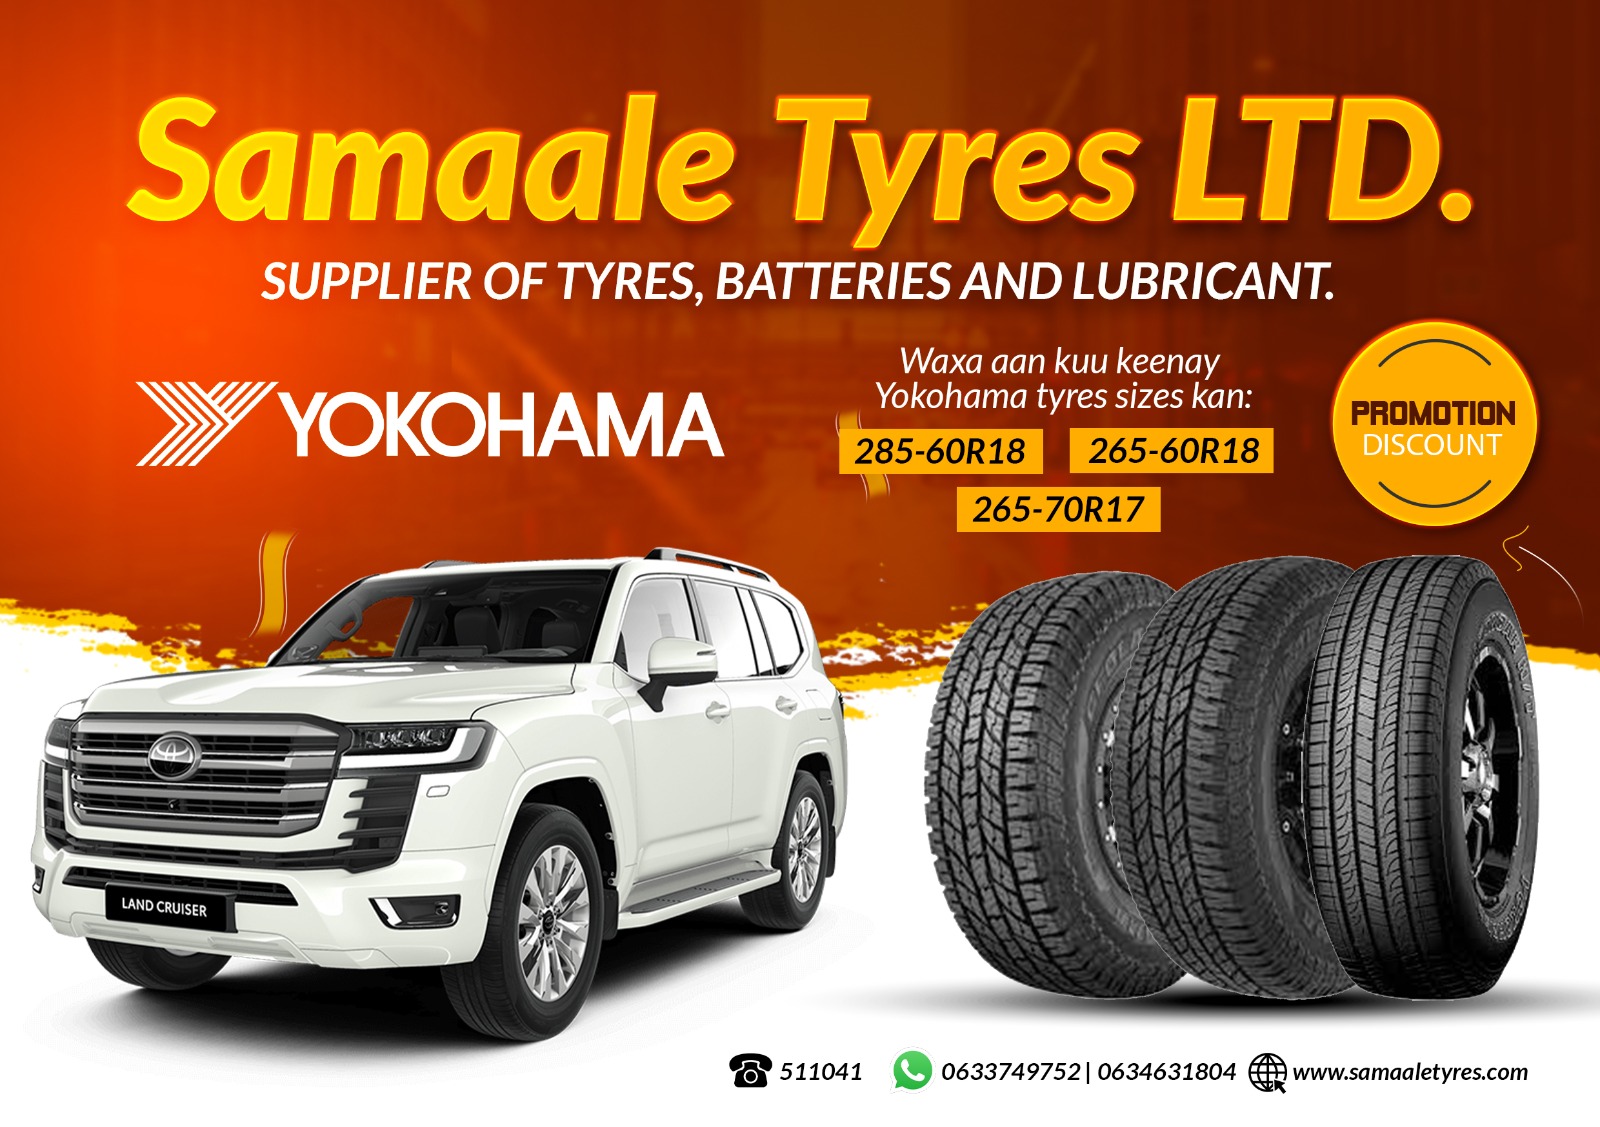 Samaale Tyres LTD.
SUPPLIER OF TYRES, BATTERIES AND LUBRICANT.
YOKOHAMA
Waxa aan kuu keenay
Yokohama tyres sizes kan:
285-60R18
265-60R18
265-70R17
PROMOTION
DISCOUNT
LAND CRUISER
511041
0633749752 | 0634631804
www.samaaletyres.com